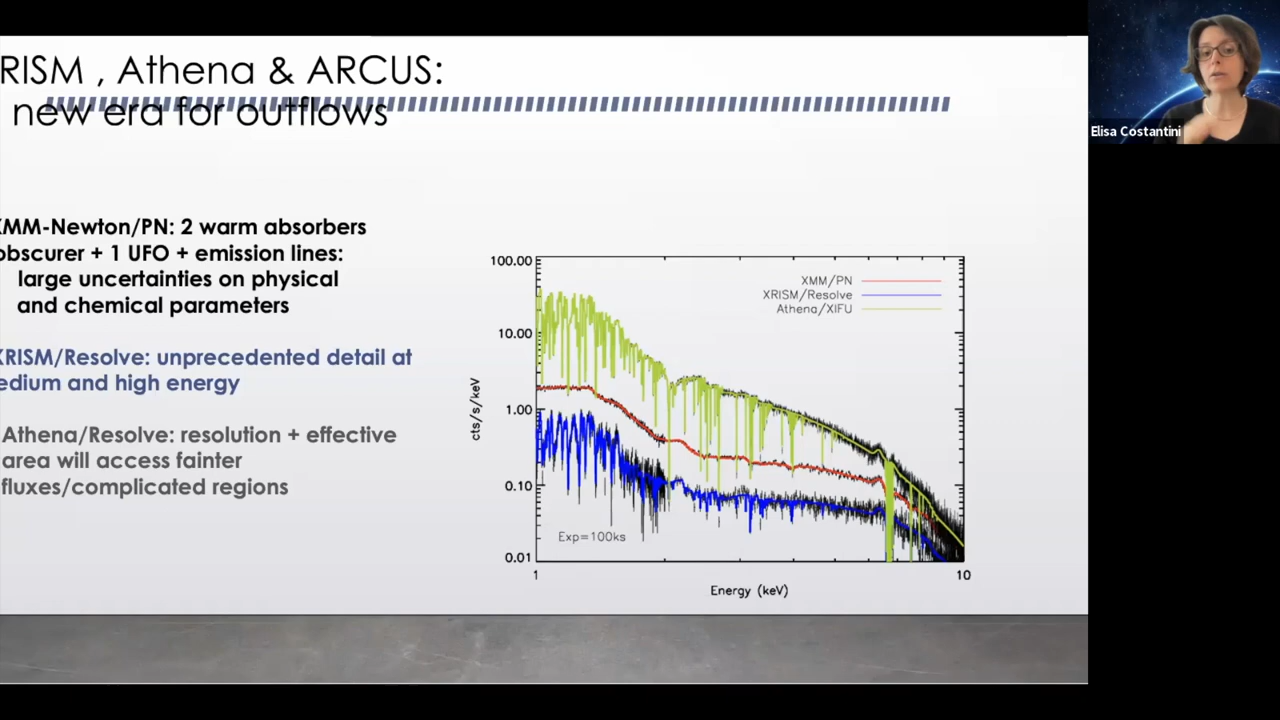 RISM , Athena & ARCUS:
new era for outflows
XMM-Newton/PN: 2 warm absorbers
obscurer + 1 UFO + emission lines:
large uncertainties on physical
and chemical parameters
XRISM/Resolve: unprecedented detail at
edium and high energy
Athena/Resolve: resolution + effective
area will access fainter
fluxes/complicated regions
XMM/PN
XRISM/Resolve
Athena/XIFU
100.00
10.00
1.00
0.10
0.01
cts/s/keV
Exp=100ks
1
10
Energy (keV)
Elisa Costantini